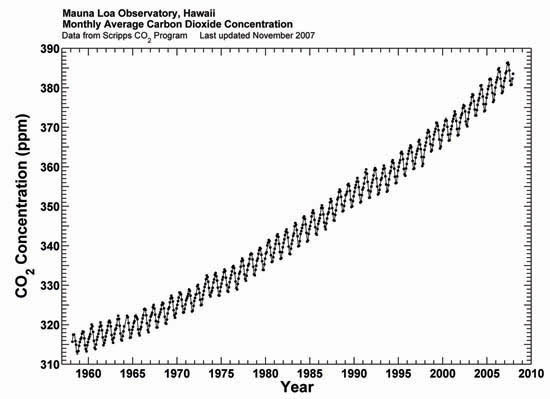 Mauna Loa Observatory, Hawaii
Monthly Average Carbon Dioxide Concentration
Data from Scripps CO2 Program Last updated November 2007
CO2 Concentration (ppm)
390
380
370
360
350
340
330
320
310
1960 1965 1970 1975 1980 1985 1990 1995 2000 2005 2010
Year